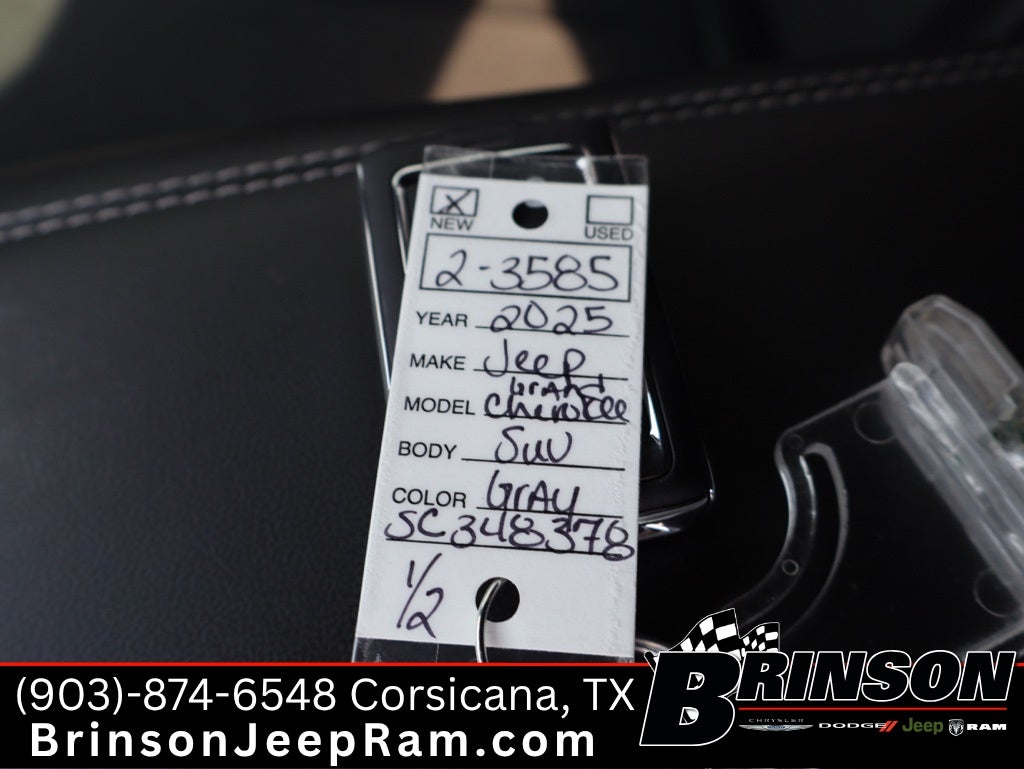 X
NEW USED
2-3585
YEAR 2025
MAKE Jeep
Grand
MODEL Cherokee
BODY SUV
COLOR Gray
SC348378
1/2
(903)-874-6548 Corsicana, TX
BrinsonJeepRam.com
BRINSON
CHRYSLER DODGE Jeep RAM